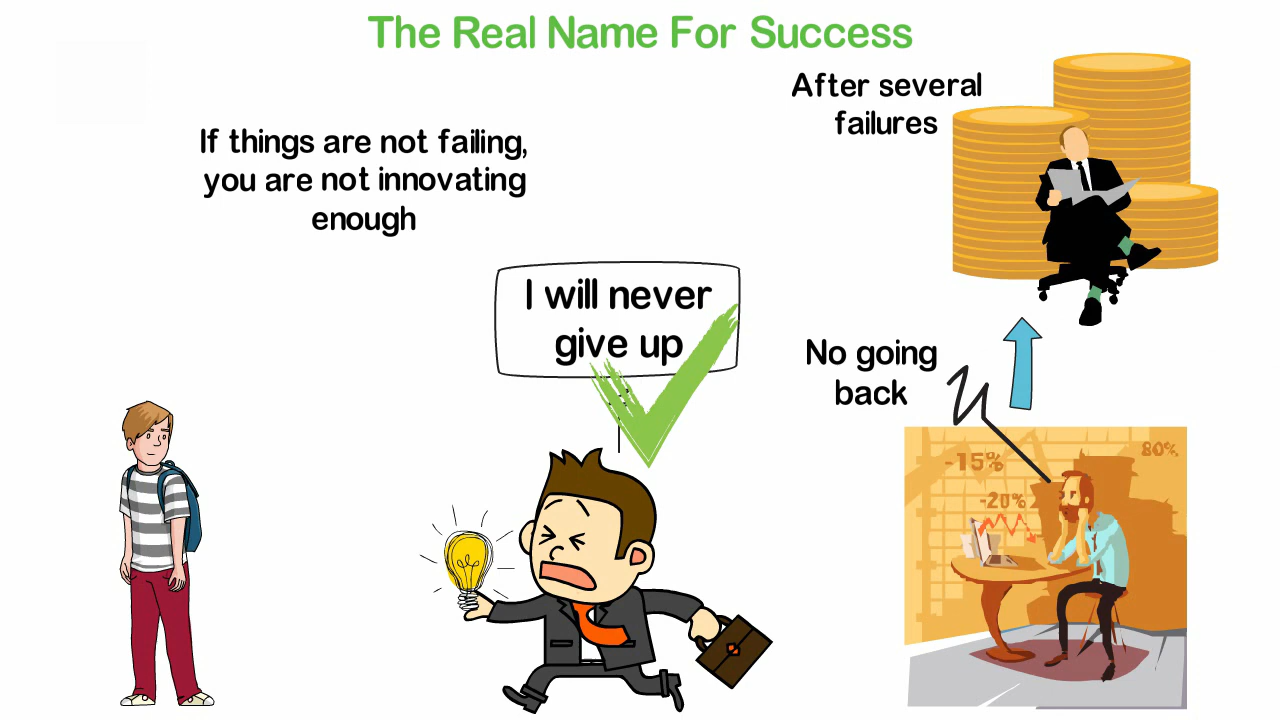 The Real Name For Success
After several
failures
If things are not failing,
you are not innovating
enough
I will never
give up
No going
back
-15%
80%
-20%